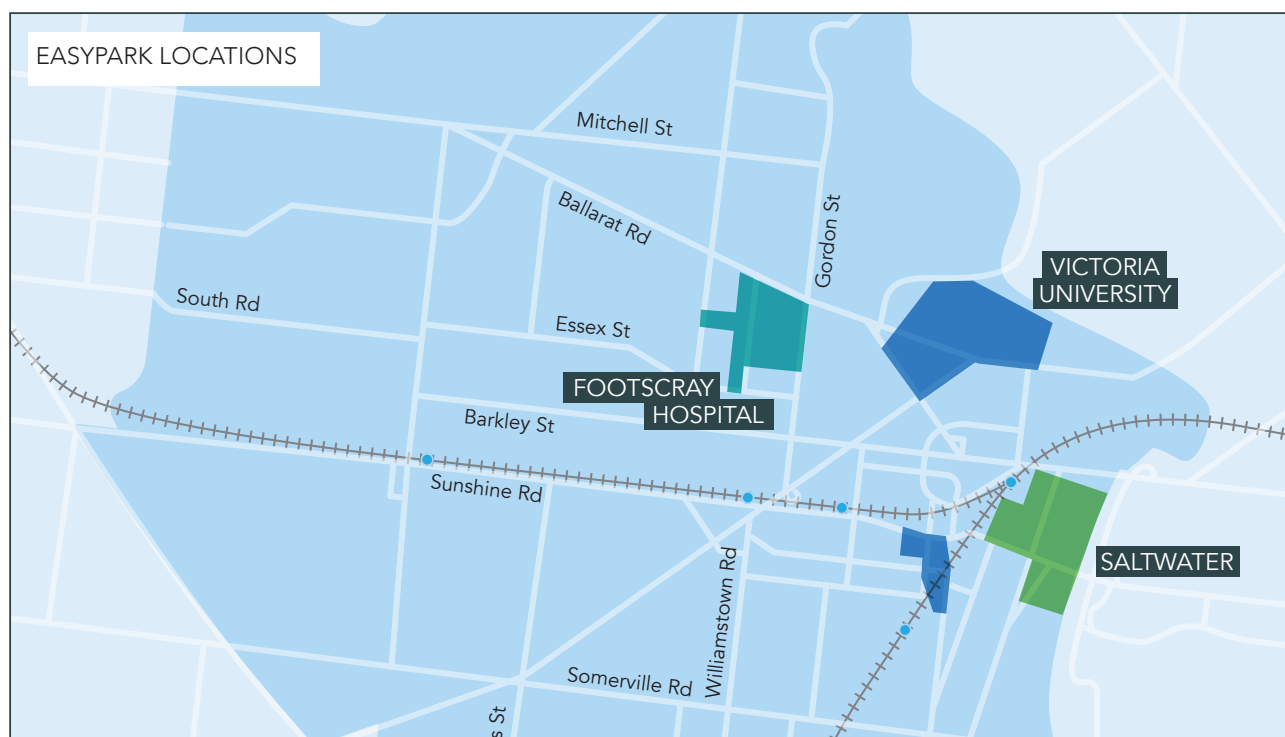 EASYPARK LOCATIONS
Mitchell St
Ballarat Rd
Gordon St
VICTORIA
UNIVERSITY
South Rd
Essex St
FOOTSCRAY
HOSPITAL
Barkley St
Sunshine Rd
SALTWATER
Williamstown Rd
Somerville Rd
s St